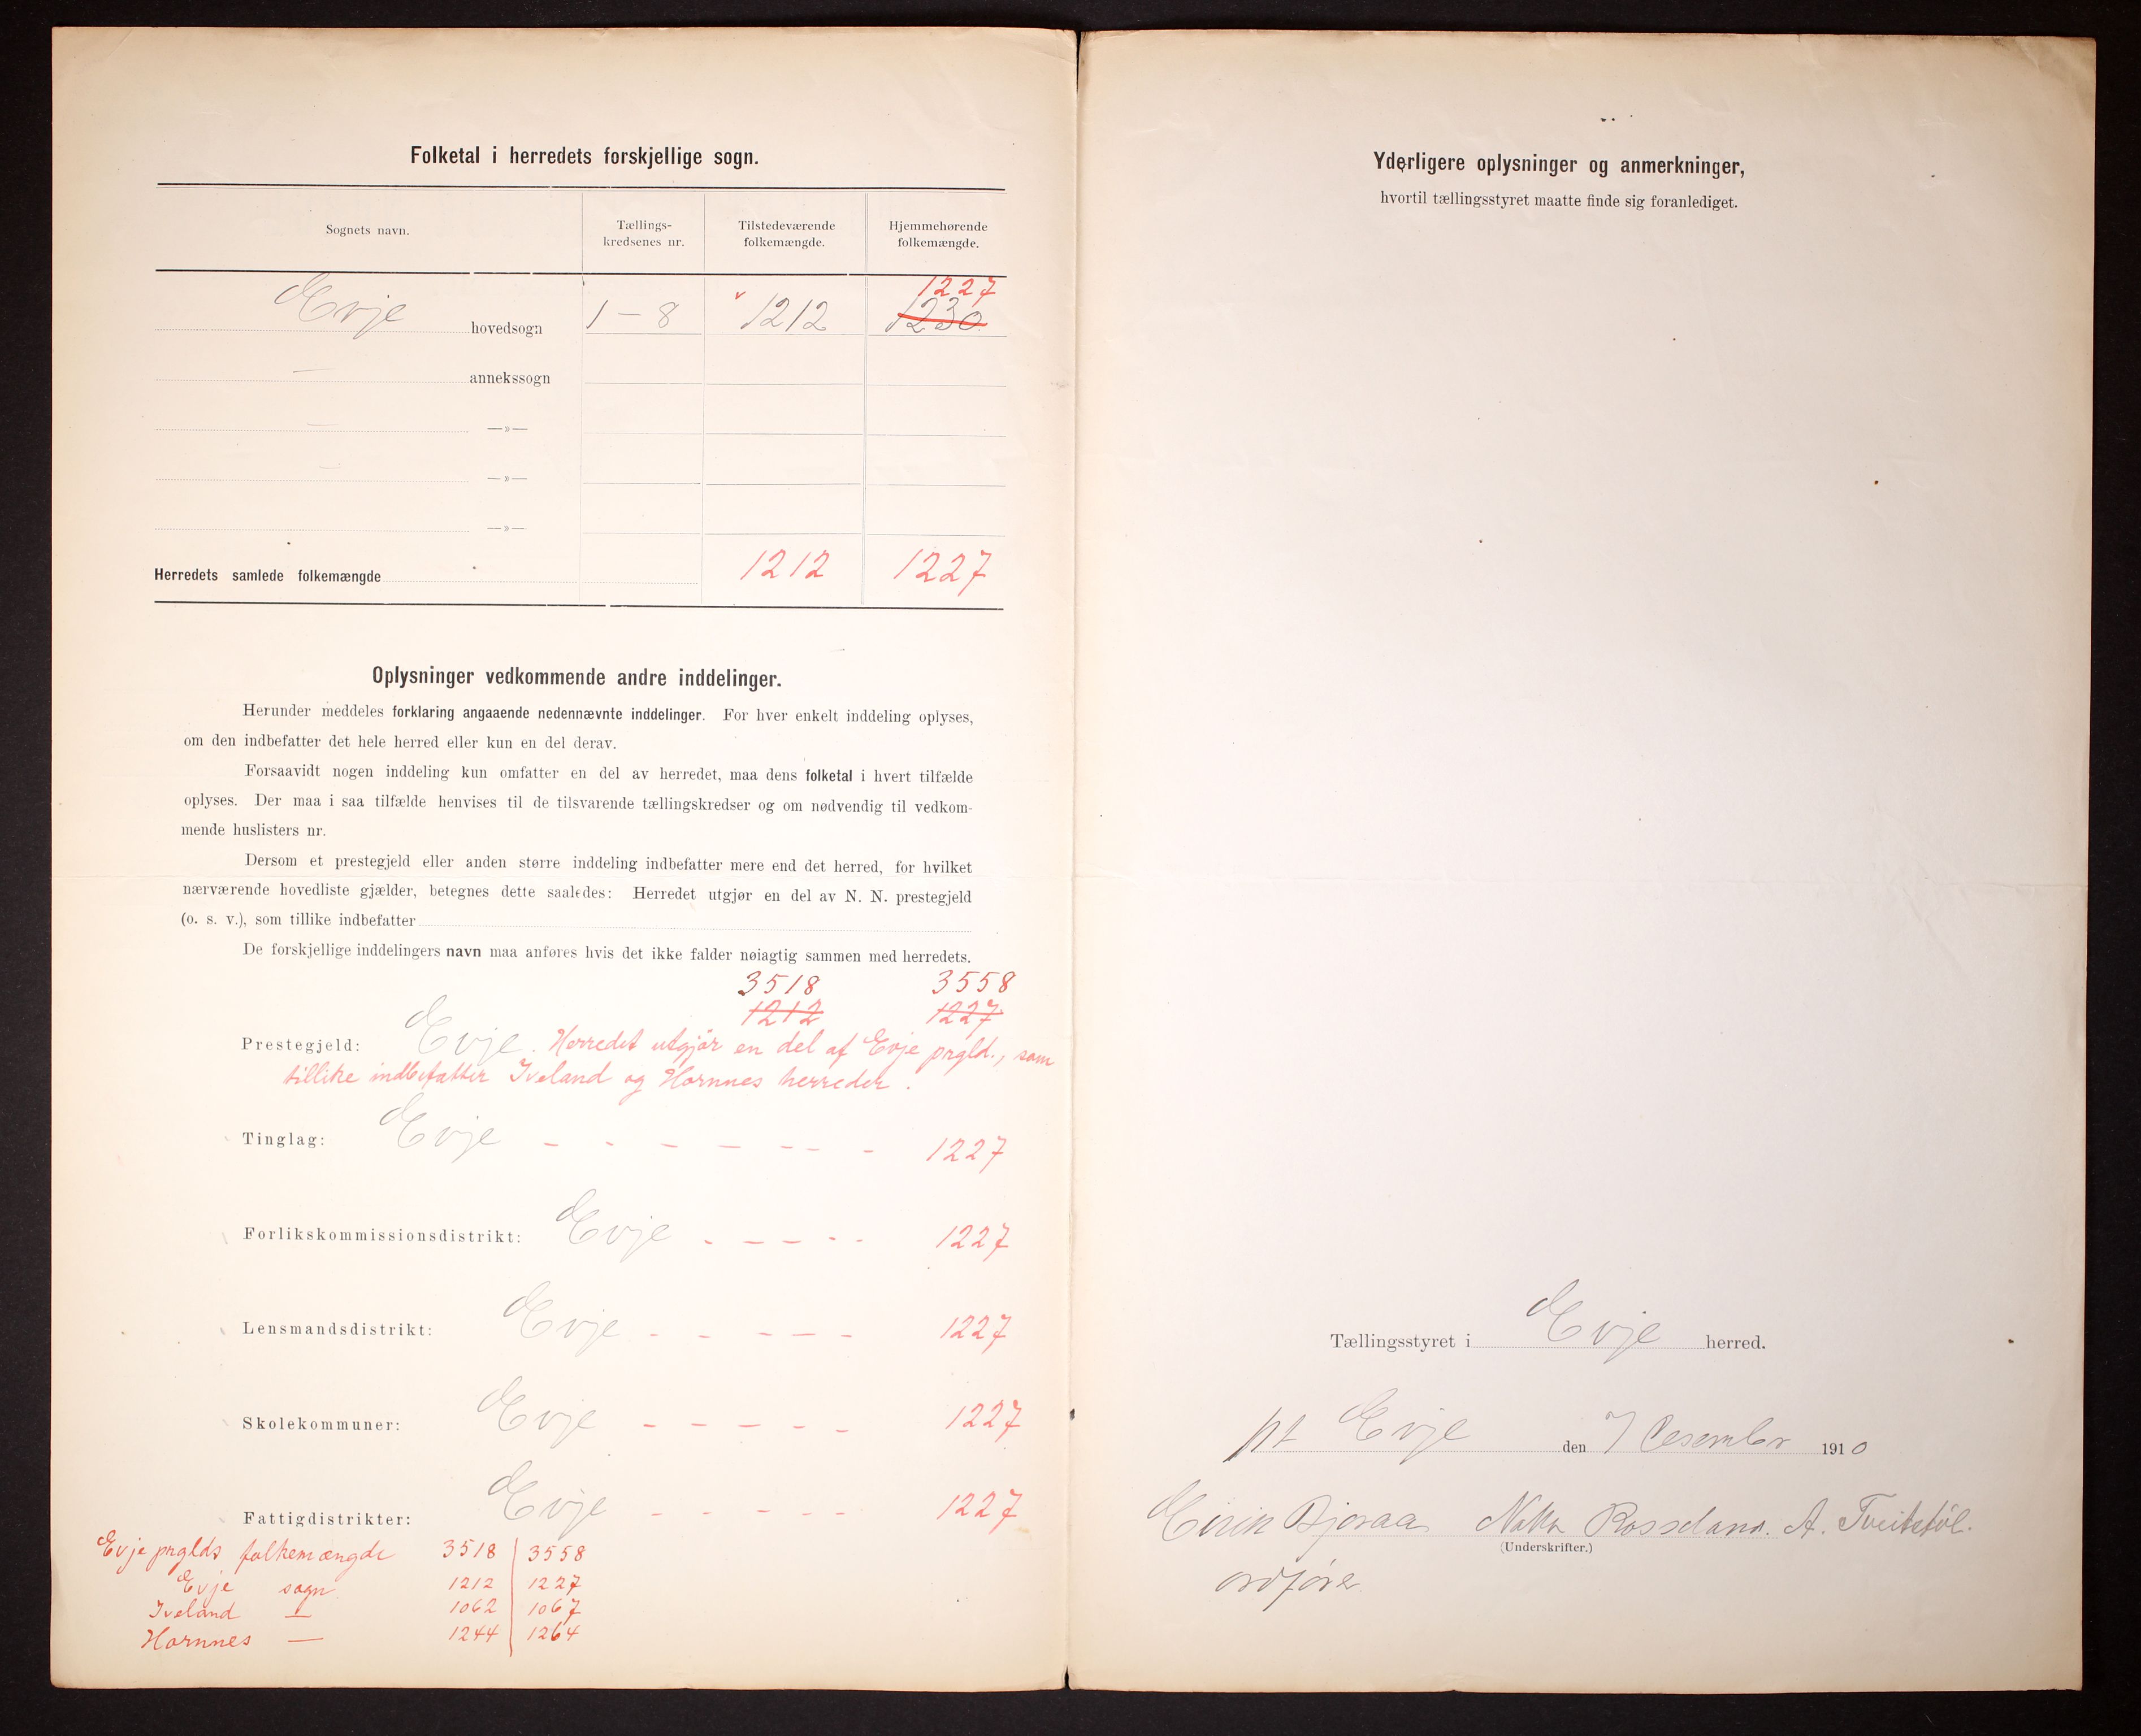 Folketal i herredets forskjellige sogn.
Sognets navn.
Tællings-
kredsenes nr.
Tilstedeværende
folkemængde.
Hjemmehørende
folkemængde.
1227
Evje hovedsogn 1 — 8 1212 1230
— annekssogn
— —»—
— —»—
—»—
Herredets samlede folkemængde 1212 1227
Oplysninger vedkommende andre inddelinger.
Herunder meddeles forklaring angaaende nedennævnte inddelinger. For hver enkelt inddeling oplyses,
om den indbefatter det hele herred eller kun en del derav.
Forsaavidt nogen inddeling kun omfatter en del av herredet, maa dens folketal i hvert tilfælde
oplyses. Der maa i saa tilfælde henvises til de tilsvarende tællingskredser og om nødvendig til vedkom-
mende huslisters nr.
Dersom et prestegjeld eller anden større inddeling indbefatter mere end det herred, for hvilket
nærværende hovedliste gjælder, betegnes dette saaledes: Herredet utgjør en del av N. N. prestegjeld
(o. s. v.), som tillike indbefatter
De forskjellige inddelingers navn maa anføres hvis det ikke falder nøiagtig sammen med herredets.
3518 3558
1212 1227
Prestegjeld: Evje. Herredet utgjør en del af Evje prgld., som
tillike indbefatter Iveland og Hornnes herreder.
Tinglag: Evje - - - - - - - 1227
Forlikskommissionsdistrikt: Evje - - - - - 1227
Lensmandsdistrikt: Evje - - - - - 1227
Skolekommuner: Evje - - - - - 1227
Fattigdistrikter: Evje - - - - - 1227
Evje prglds folkemængde 3518 3558
Evje sogn 1212 1227
Iveland — 1062 1067
Hornnes — 1244 1264
Yderligere oplysninger og anmerkninger,
hvortil tællingsstyret maatte finde sig foranlediget.
Tællingsstyret i Evje herred.
pt Evje den 7 Desember 1910
Eirik Bjoraa Rosseland. A. Tveitetøl.
(Underskrifter.)
ordfører